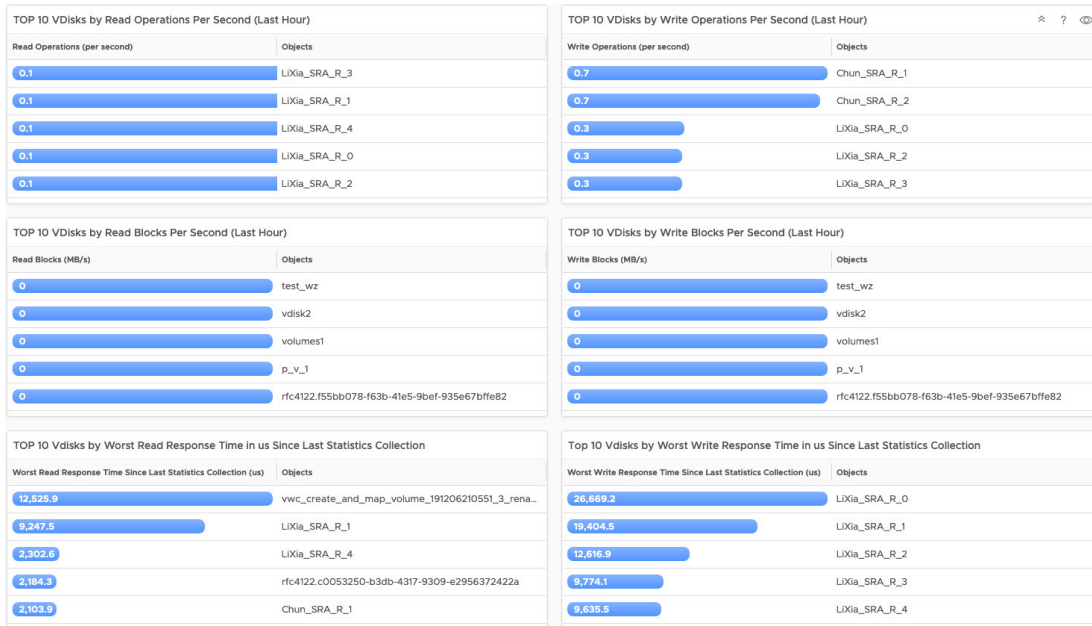 TOP 10 VDisks by Read Operations Per Second (Last Hour)
Read Operations (per second) Objects
0.1 LiXia_SRA_R_3
0.1 LiXia_SRA_R_1
0.1 LiXia_SRA_R_4
0.1 LiXia_SRA_R_0
0.1 LiXia_SRA_R_2
TOP 10 VDisks by Write Operations Per Second (Last Hour) ?
Write Operations (per second) Objects
0.7 Chun_SRA_R_1
0.7 Chun_SRA_R_2
0.3 LiXia_SRA_R_0
0.3 LiXia_SRA_R_2
0.3 LiXia_SRA_R_3
TOP 10 VDisks by Read Blocks Per Second (Last Hour)
Read Blocks (MB/s) Objects
0 test_wz
0 vdisk2
0 volumes1
0 p_v_1
0 rfc4122.f55bb078-f63b-41e5-9bef-935e67bffe82
TOP 10 VDisks by Write Blocks Per Second (Last Hour)
Write Blocks (MB/s) Objects
0 test_wz
0 vdisk2
0 volumes1
0 p_v_1
0 rfc4122.f55bb078-f63b-41e5-9bef-935e67bffe82
TOP 10 Vdisks by Worst Read Response Time in us Since Last Statistics Collection
Worst Read Response Time Since Last Statistics Collection (us) Objects
12,525.9 vwc_create_and_map_volume_191206210551_3_rena...
9,247.5 LiXia_SRA_R_1
2,302.6 LiXia_SRA_R_4
2,184.3 rfc4122.c0053250-b3db-4317-9309-e2956372422a
2,103.9 Chun_SRA_R_1
Top 10 Vdisks by Worst Write Response Time in us Since Last Statistics Collection
Worst Write Response Time Since Last Statistics Collection (us) Objects
26,669.2 LiXia_SRA_R_0
19,404.5 LiXia_SRA_R_1
12,616.9 LiXia_SRA_R_2
9,774.1 LiXia_SRA_R_3
9,635.5 LiXia_SRA_R_4